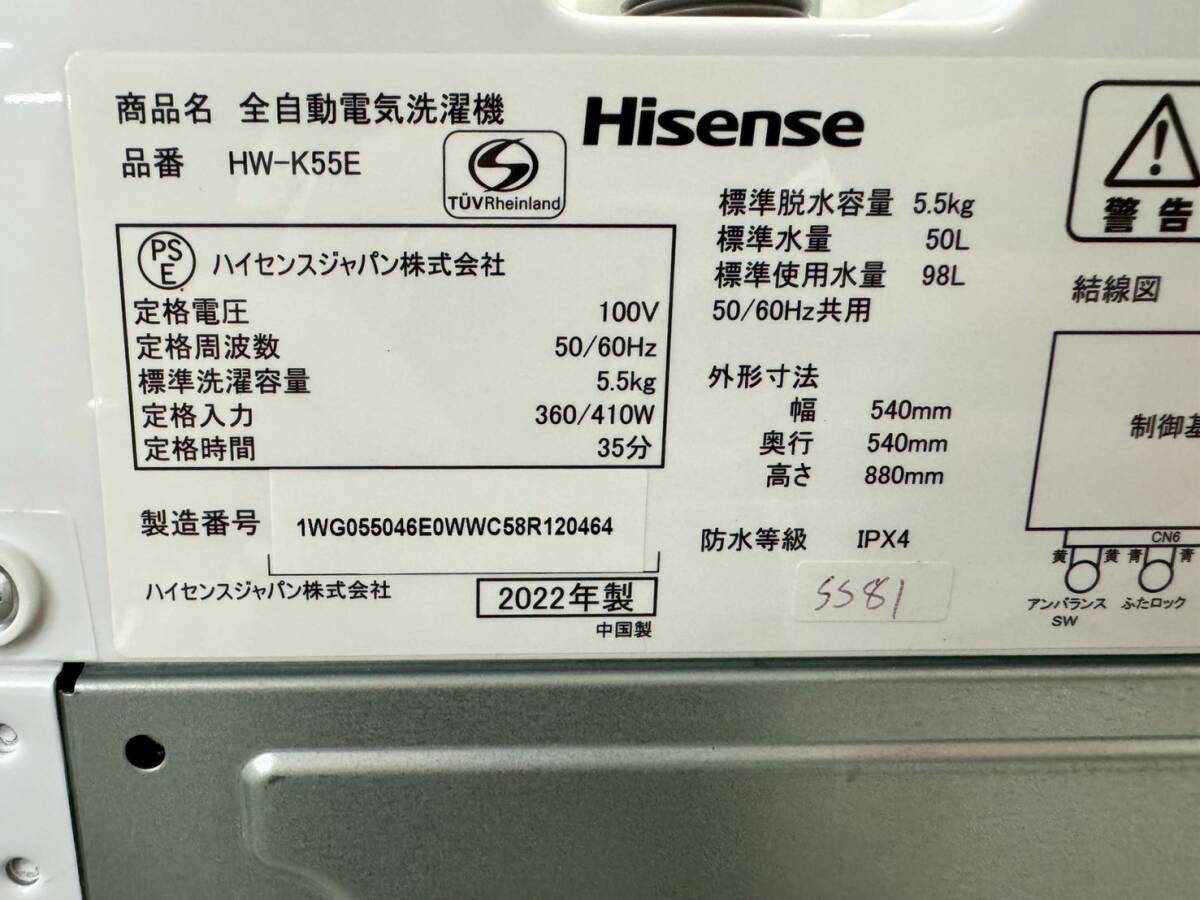 商品名 全自動電気洗濯機
品番 HW-K55E
TÜVRheinland
Hisense
PS
E
ハイセンスジャパン株式会社
定格電圧 100V
定格周波数 50/60Hz
標準洗濯容量 5.5kg
定格入力 360/410W
定格時間 35分
製造番号 1WG055046E0WWC58R120464
ハイセンスジャパン株式会社
2022年製
中国製
標準脱水容量 5.5kg
標準水量 50L
標準使用水量 98L
50/60Hz共用
外形寸法
幅 540mm
奥行 540mm
高さ 880mm
防水等級 IPX4
SS81
警告
結線図
制御基
CN6
黄 黄 青 青
アンバランス ふたロック
SW